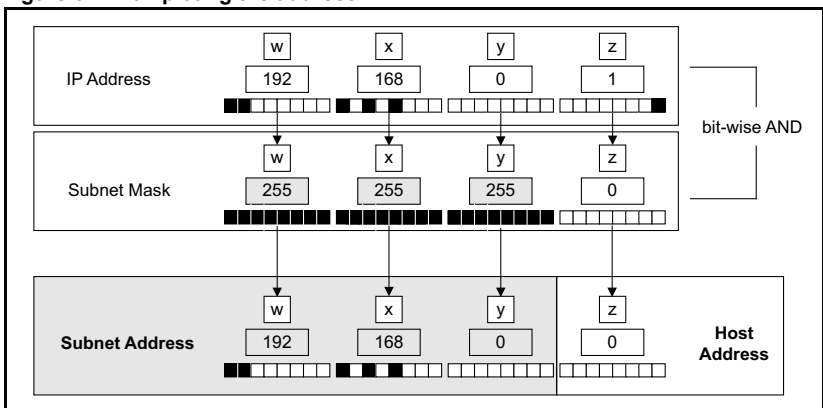 w x y z
IP Address 192 168 0 1
bit-wise AND
w x y z
Subnet Mask 255 255 255 0
w x y z
Subnet Address 192 168 0 0 Host
Address